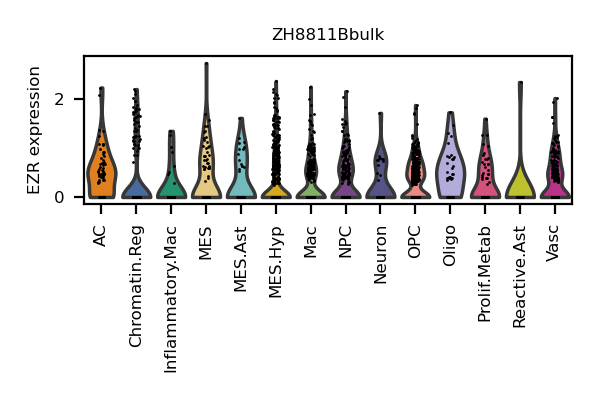 ZH8811Bbulk
EZR expression
2
0
AC
Chromatin.Reg
Inflammatory.Mac
MES
MES.Ast
MES.Hyp
Mac
NPC
Neuron
OPC
Oligo
Prolif.Metab
Reactive.Ast
Vasc